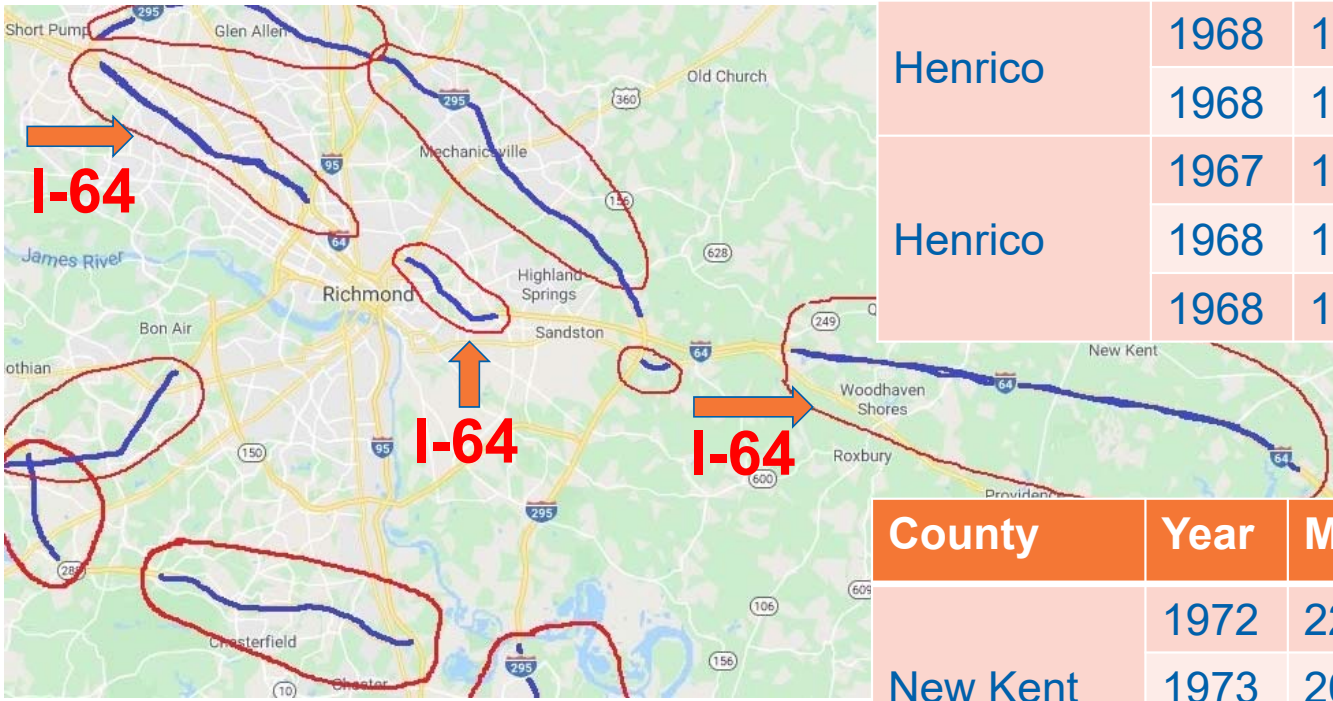 295
Short Pump
Glen Allen
Old Church
360
295
Mechanicsville
95
156
I-64
64
James River
628
Highland
Springs
Richmond
249
Sandston
Bon Air
64
New Kent
othian
64
Woodhaven
Shores
I-64
I-64
95
150
Roxbury
64
600
Providence
295
288
609
106
Chesterfield
156
295
10
Chester
Henrico
1968
1968
Henrico
1967
1968
1968
County Year
1972
New Kent 1973